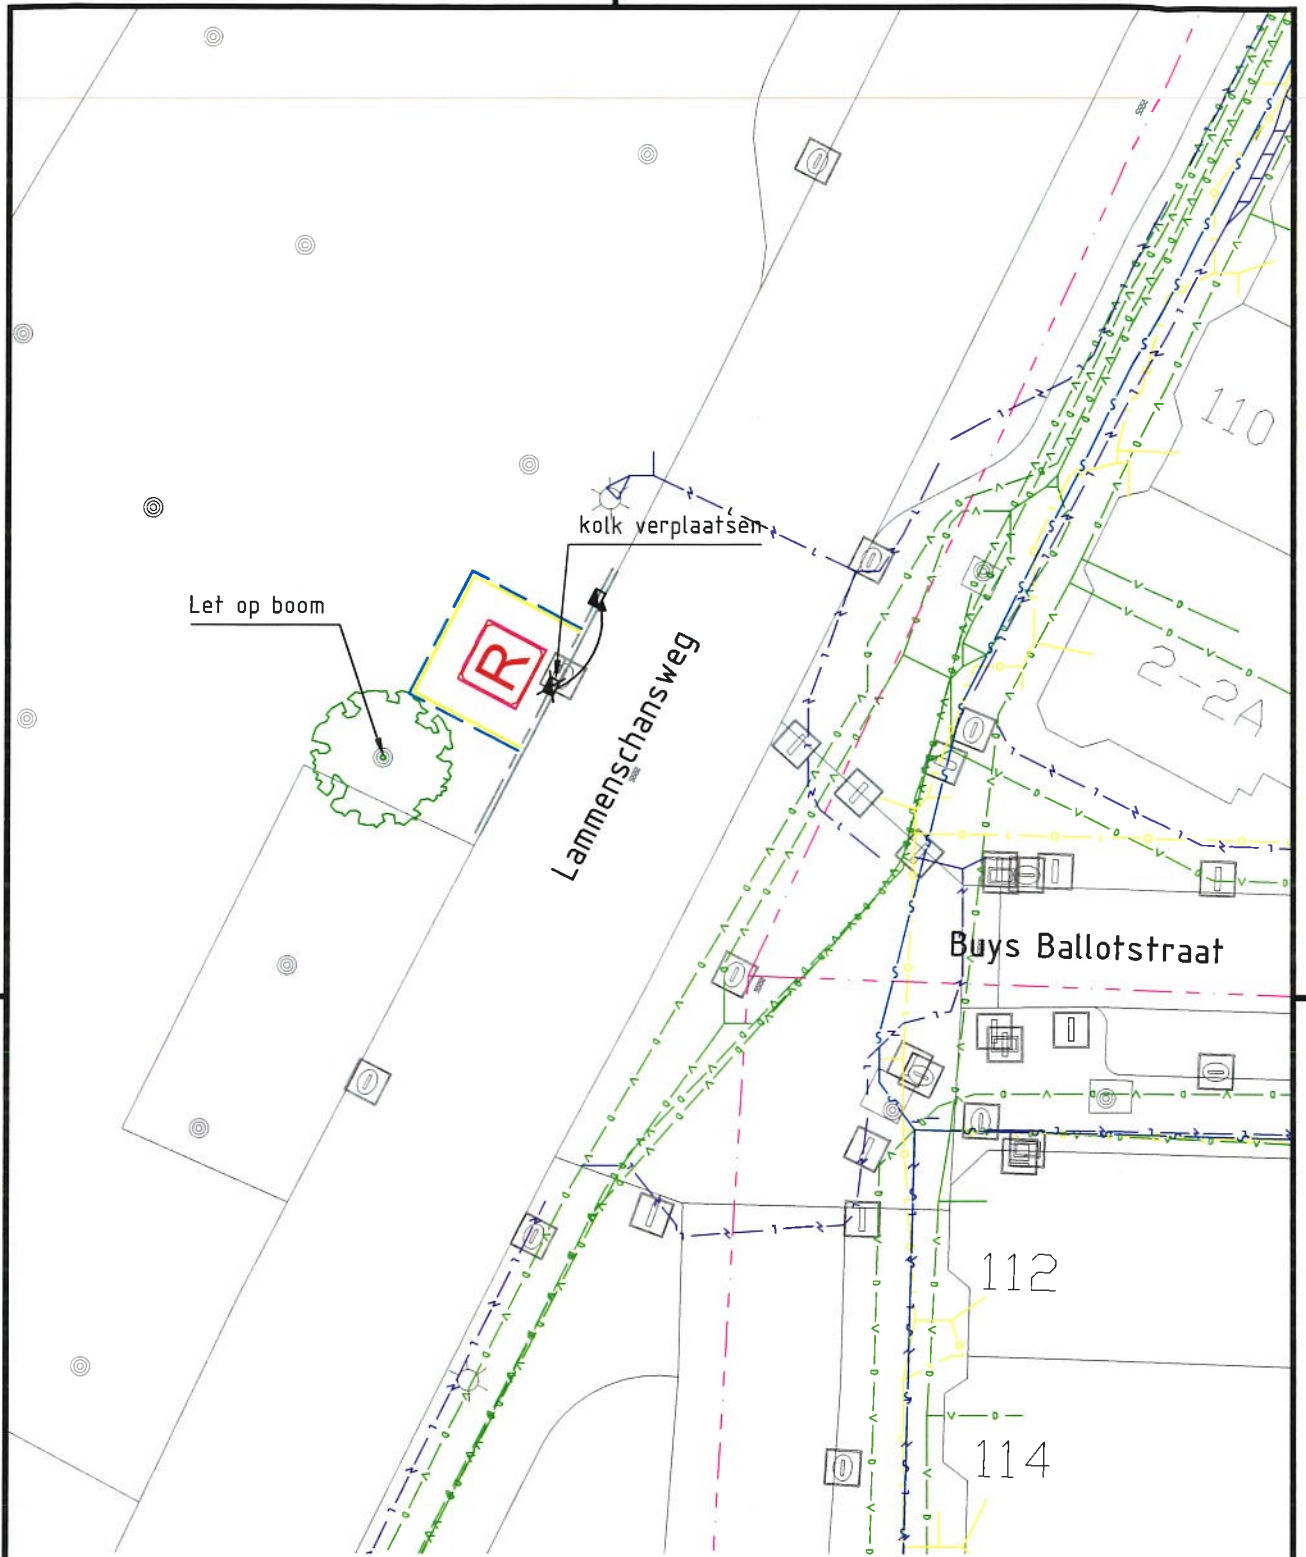 110
kolk verplaatsen
Let op boom
R
Lammenschansweg
2-2A
Buys Ballotstraat
112
114